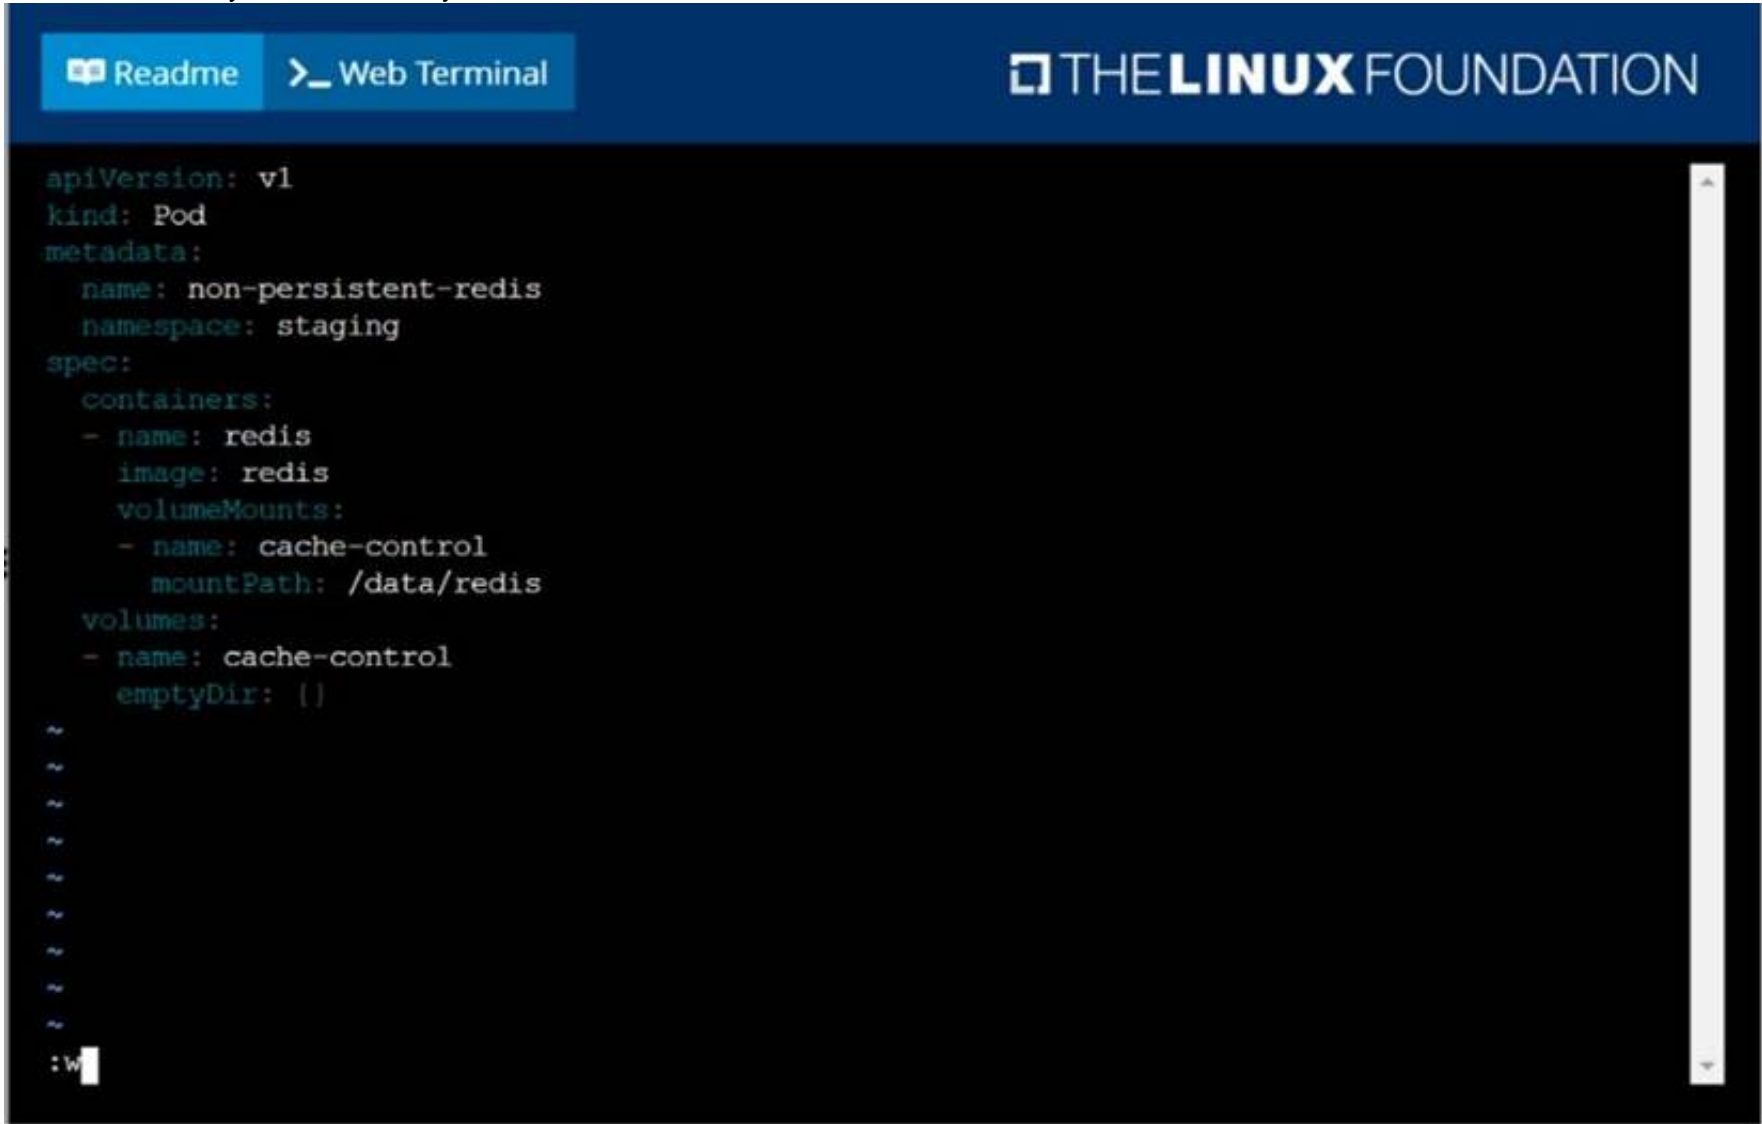 Readme >_ Web Terminal THE LINUX FOUNDATION
apiVersion: v1
kind: Pod
metadata:
  name: non-persistent-redis
  namespace: staging
spec:
  containers:
  - name: redis
    image: redis
    volumeMounts:
    - name: cache-control
      mountPath: /data/redis
  volumes:
  - name: cache-control
    emptyDir: {}
~
~
~
~
~
~
~
~
~
:w